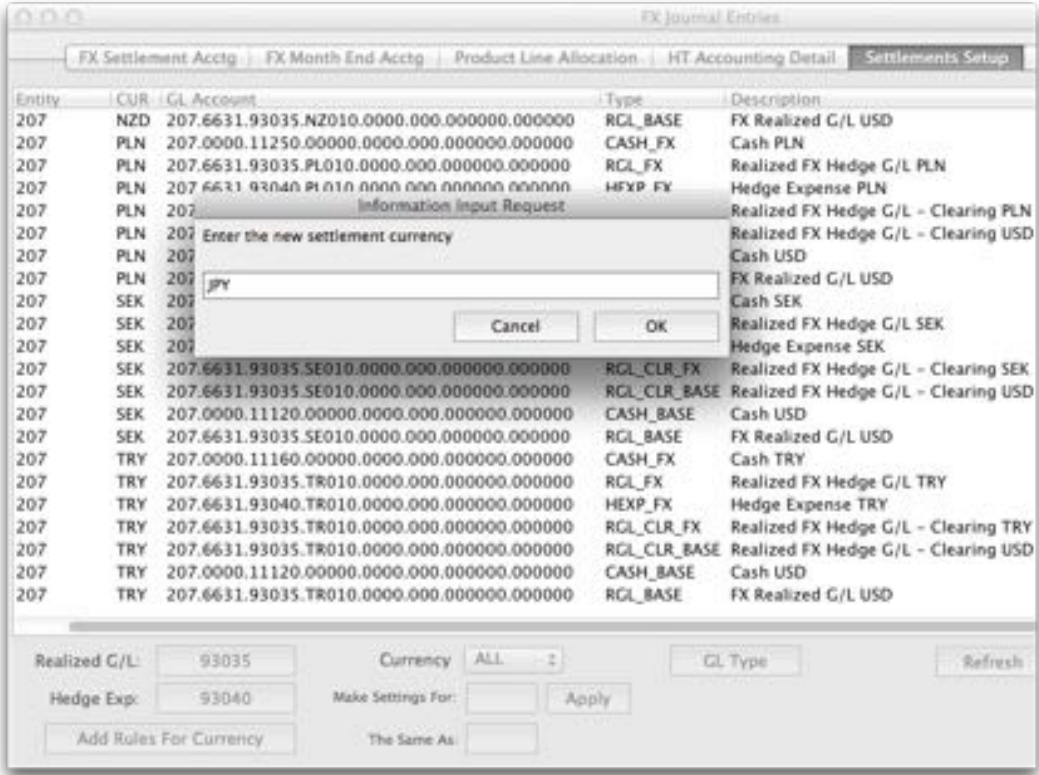 FX Journal Entries
FX Settlement Acctg FX Month End Acctg Product Line Allocation HT Accounting Detail Settlements Setup
Entity CUR GL Account Type Description
207 NZD 207.6631.93035.NZ010.0000.000.000000.000000 RGL_BASE FX Realized G/L USD
207 PLN 207.0000.11250.00000.0000.000.000000.000000 CASH_FX Cash PLN
207 PLN 207.6631.93035.PL010.0000.000.000000.000000 RGL_FX Realized FX Hedge G/L PLN
207 PLN 207.6631.93040.PL010.0000.000.000000.000000 HEXP_FX Hedge Expense PLN
Information Input Request
207 PLN 207 Realized FX Hedge G/L - Clearing PLN
207 PLN 207 Enter the new settlement currency Realized FX Hedge G/L - Clearing USD
207 PLN 207 Cash USD
207 PLN 207 JPY FX Realized G/L USD
207 SEK 207 Cash SEK
207 SEK 207 Cancel OK Realized FX Hedge G/L SEK
207 SEK 207 Hedge Expense SEK
207 SEK 207.6631.93035.SE010.0000.000.000000.000000 RGL_CLR_FX Realized FX Hedge G/L - Clearing SEK
207 SEK 207.6631.93035.SE010.0000.000.000000.000000 RGL_CLR_BASE Realized FX Hedge G/L - Clearing USD
207 SEK 207.0000.11120.00000.0000.000.000000.000000 CASH_BASE Cash USD
207 SEK 207.6631.93035.SE010.0000.000.000000.000000 RGL_BASE FX Realized G/L USD
207 TRY 207.0000.11160.00000.0000.000.000000.000000 CASH_FX Cash TRY
207 TRY 207.6631.93035.TR010.0000.000.000000.000000 RGL_FX Realized FX Hedge G/L TRY
207 TRY 207.6631.93040.TR010.0000.000.000000.000000 HEXP_FX Hedge Expense TRY
207 TRY 207.6631.93035.TR010.0000.000.000000.000000 RGL_CLR_FX Realized FX Hedge G/L - Clearing TRY
207 TRY 207.6631.93035.TR010.0000.000.000000.000000 RGL_CLR_BASE Realized FX Hedge G/L - Clearing USD
207 TRY 207.0000.11120.00000.0000.000.000000.000000 CASH_BASE Cash USD
207 TRY 207.6631.93035.TR010.0000.000.000000.000000 RGL_BASE FX Realized G/L USD
Realized G/L: 93035 Currency ALL GL Type Refresh
Hedge Exp: 93040 Make Settings For: Apply
Add Rules For Currency The Same As: